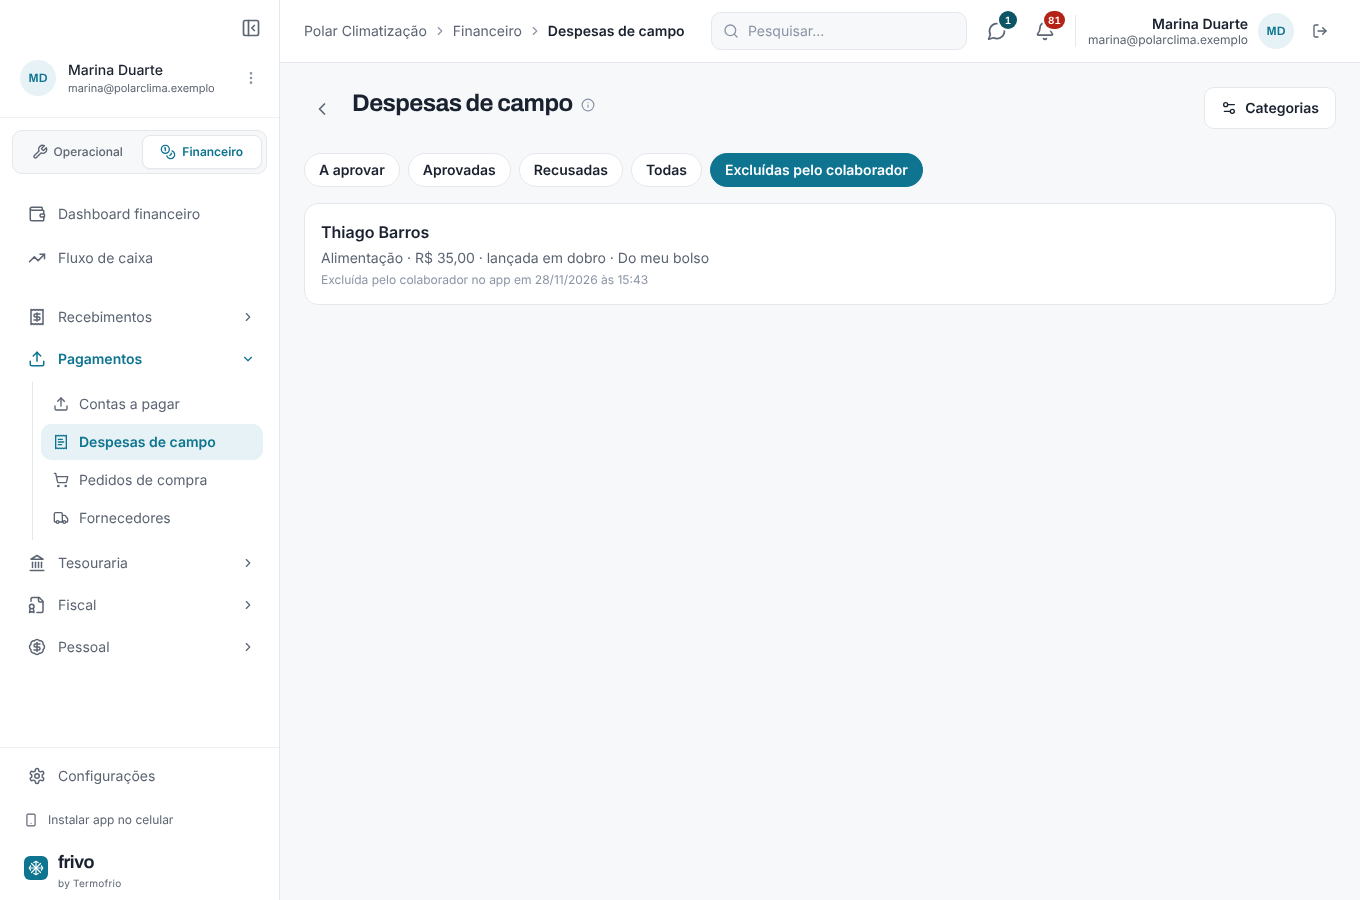 MD
Marina Duarte
marina@polarclima.exemplo
Operacional
Financeiro
Dashboard financeiro
Fluxo de caixa
Recebimentos
Pagamentos
Contas a pagar
Despesas de campo
Pedidos de compra
Fornecedores
Tesouraria
Fiscal
Pessoal
Configurações
Instalar app no celular
frivo
by Termofrio
Polar Climatização > Financeiro > Despesas de campo
Pesquisar...
1
81
Marina Duarte
marina@polarclima.exemplo
MD
Despesas de campo
Categorias
A aprovar
Aprovadas
Recusadas
Todas
Excluídas pelo colaborador
Thiago Barros
Alimentação · R$ 35,00 · lançada em dobro · Do meu bolso
Excluída pelo colaborador no app em 28/11/2026 às 15:43